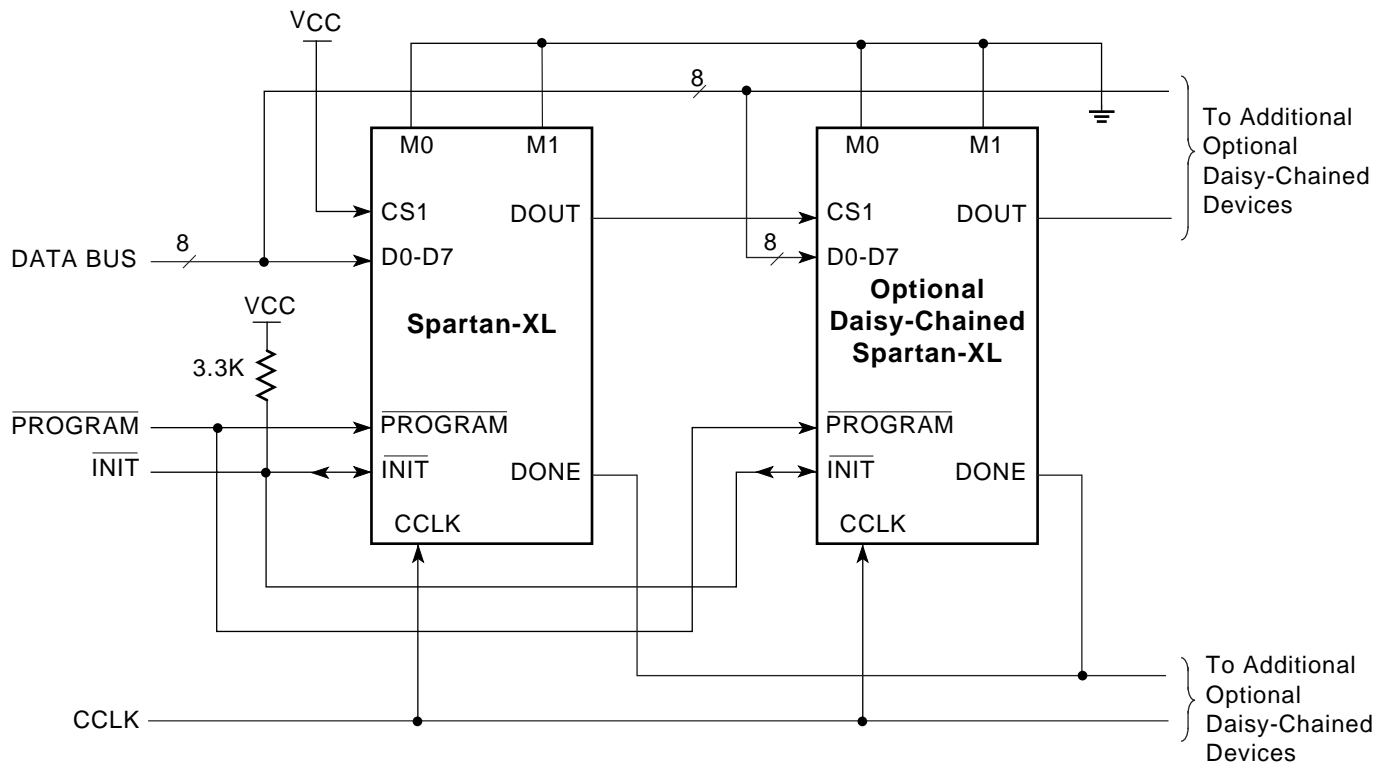 VCC
8
To Additional
Optional
Daisy-Chained
Devices
M0 M1
M0 M1
CS1 DOUT
CS1 DOUT
DATA BUS 8
D0-D7
8 D0-D7
VCC
3.3K
Spartan-XL
Optional
Daisy-Chained
Spartan-XL
PROGRAM
PROGRAM
PROGRAM
INIT
INIT DONE
INIT DONE
CCLK
CCLK
CCLK
To Additional
Optional
Daisy-Chained
Devices